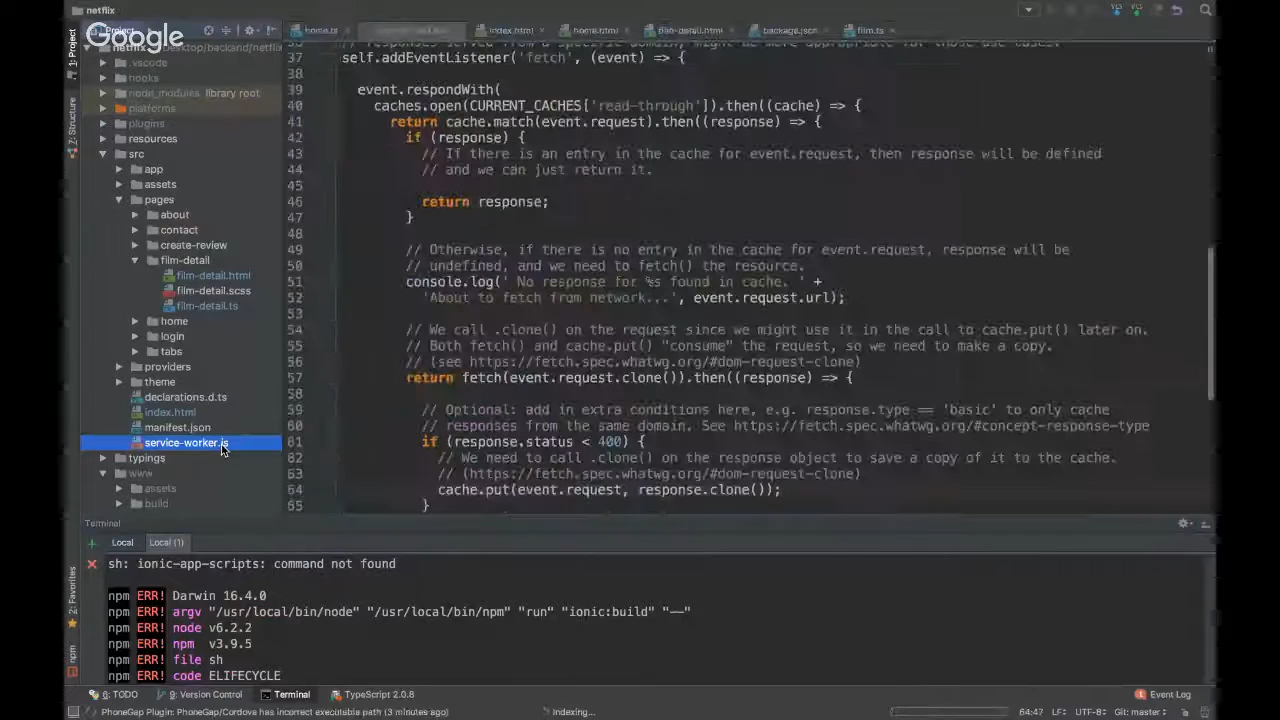 netflix
Google
Project
netflix ~/Desktop/backand/netflix
.vscode
hooks
node_modules library root
platforms
plugins
resources
src
app
assets
pages
about
contact
create-review
film-detail
film-detail.html
film-detail.scss
film-detail.ts
home
login
tabs
providers
theme
declarations.d.ts
index.html
manifest.json
service-worker.js
typings
www
assets
build
1: Project
7: Structure
2: Favorites
npm
home.ts
index.html
home.html
film-detail.html
package.json
film.ts
37 self.addEventListener('fetch', (event) => {
38
39 event.respondWith(
40 caches.open(CURRENT_CACHES['read-through']).then((cache) => {
41 return cache.match(event.request).then((response) => {
42 if (response) {
43 // If there is an entry in the cache for event.request, then response will be defined
44 // and we can just return it.
45
46 return response;
47 }
48
49 // Otherwise, if there is no entry in the cache for event.request, response will be
50 // undefined, and we need to fetch() the resource.
51 console.log(' No response for %s found in cache. ' +
52 'About to fetch from network...', event.request.url);
53
54 // We call .clone() on the request since we might use it in the call to cache.put() later on.
55 // Both fetch() and cache.put() "consume" the request, so we need to make a copy.
56 // (see https://fetch.spec.whatwg.org/#dom-request-clone)
57 return fetch(event.request.clone()).then((response) => {
58
59 // Optional: add in extra conditions here, e.g. response.type == 'basic' to only cache
60 // responses from the same domain. See https://fetch.spec.whatwg.org/#concept-response-type
61 if (response.status < 400) {
62 // We need to call .clone() on the response object to save a copy of it to the cache.
63 // (https://fetch.spec.whatwg.org/#dom-request-clone)
64 cache.put(event.request, response.clone());
65 }
Terminal
Local Local (1)
sh: ionic-app-scripts: command not found
npm ERR! Darwin 16.4.0
npm ERR! argv "/usr/local/bin/node" "/usr/local/bin/npm" "run" "ionic:build" "--"
npm ERR! node v6.2.2
npm ERR! npm v3.9.5
npm ERR! file sh
npm ERR! code ELIFECYCLE
6: TODO 9: Version Control Terminal TypeScript 2.0.8 1 Event Log
PhoneGap Plugin: PhoneGap/Cordova has incorrect executable path (3 minutes ago) Indexing... 64:47 LF÷ UTF-8÷ Git: master÷